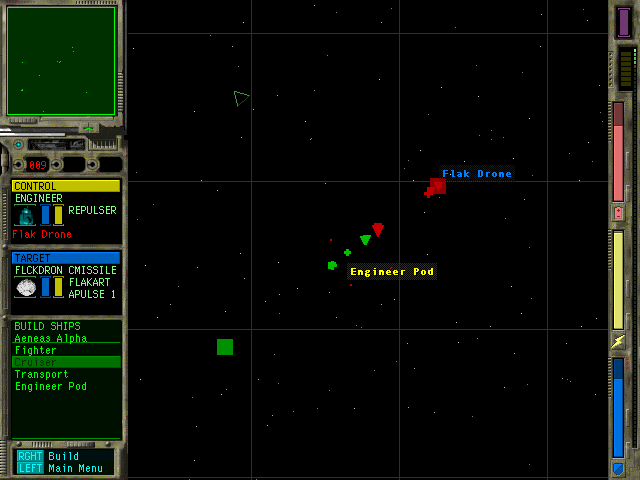 009
CONTROL
ENGINEER
REPULSER
Flak Drone
TARGET
FLCKDRON CMISSILE
FLAKART
APULSE 1
BUILD SHIPS
Aeneas Alpha
Fighter
Cruiser
Transport
Engineer Pod
RGHT Build
LEFT Main Menu
Flak Drone
Engineer Pod